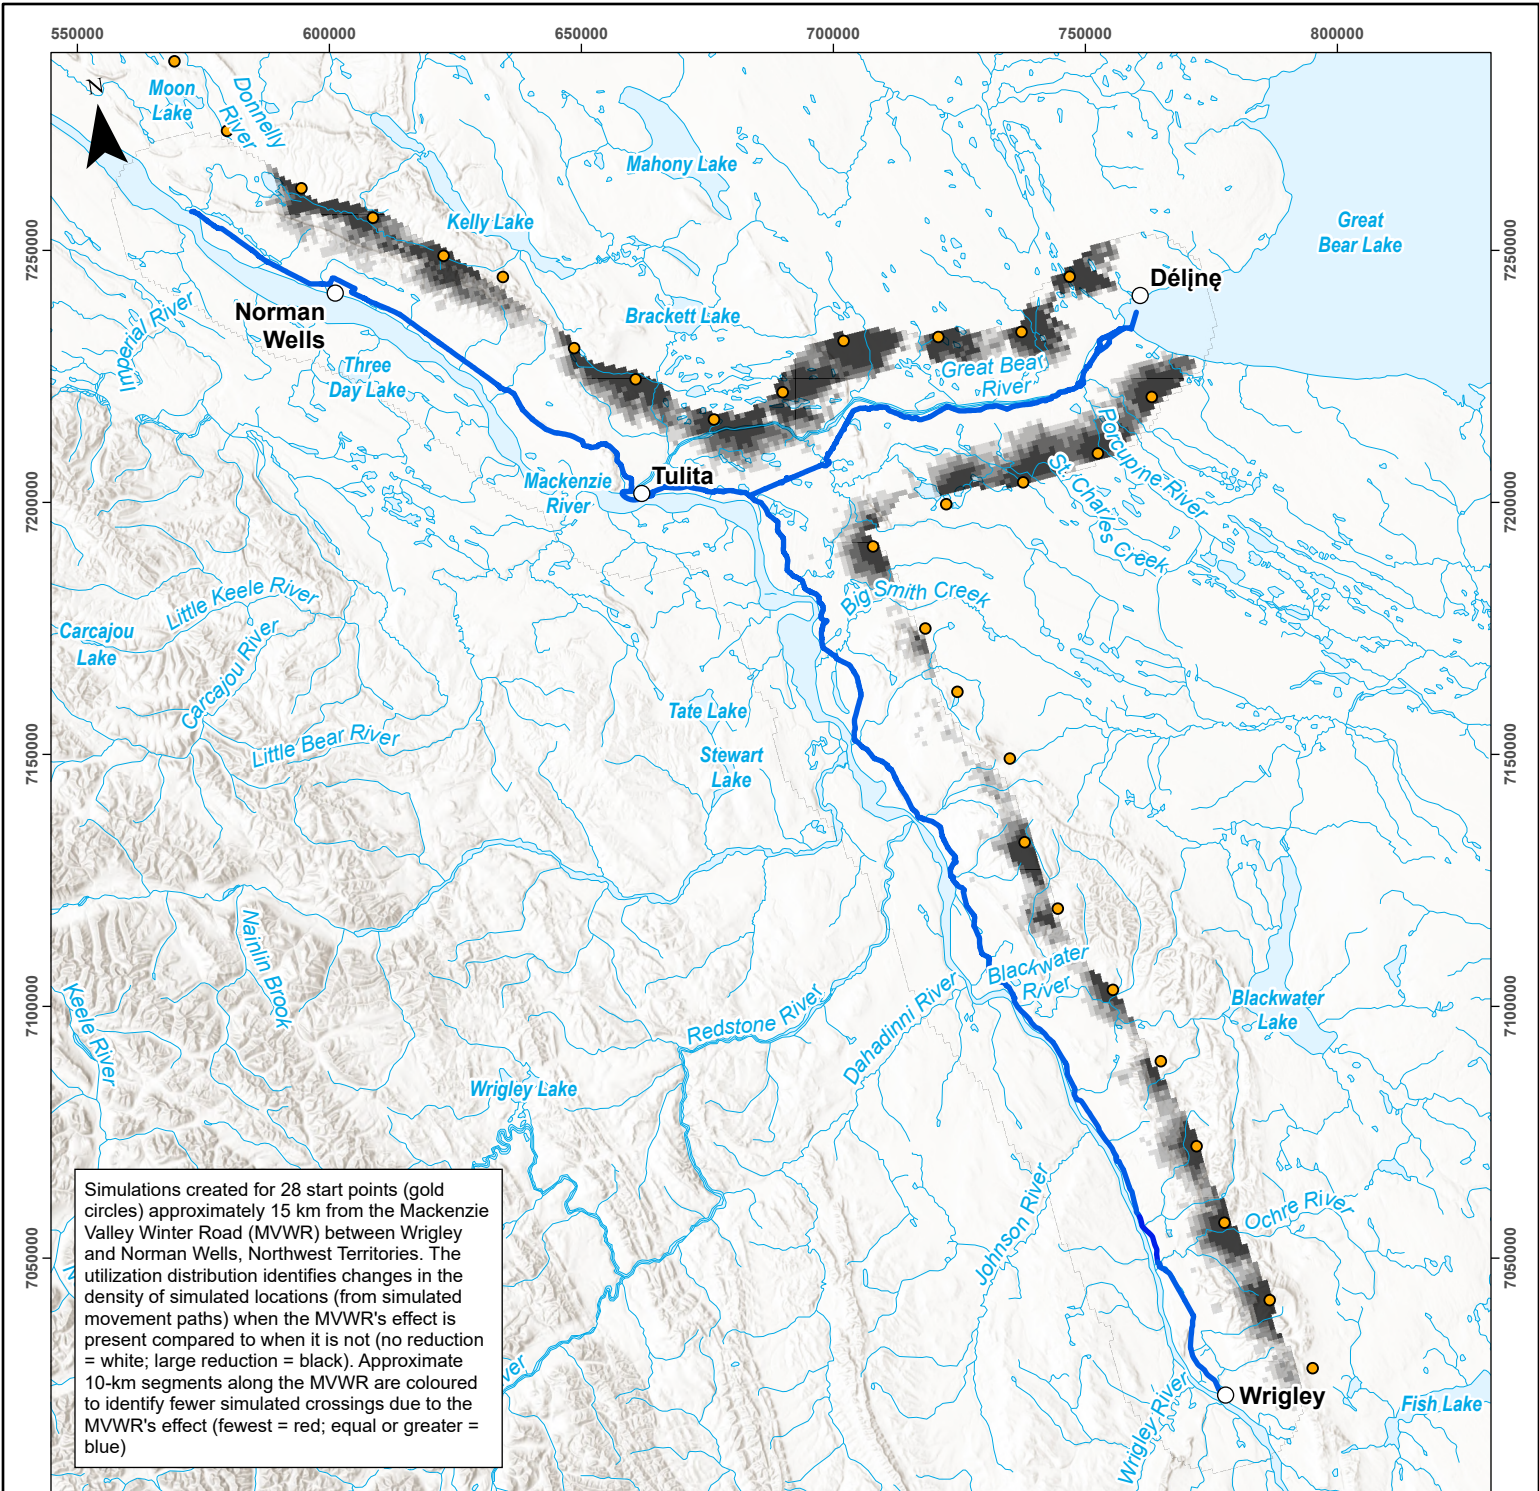 550000
600000
650000
700000
750000
800000
N
Moon
Lake
Donnelly
River
Mahony Lake
Kelly Lake
Great
Bear Lake
7250000
7250000
Délı̨nę
Norman
Wells
Brackett Lake
Imperial River
Three
Day Lake
Great Bear
River
Porcupine River
St. Charles Creek
Tulita
Mackenzie
River
7200000
7200000
Little Keele River
Big Smith Creek
Carcajou
Lake
Carcajou River
Tate Lake
Little Bear River
Stewart
Lake
7150000
7150000
Nainlin Brook
Keele River
Blackwater
River
Redstone River
Dahadinni River
Blackwater
Lake
7100000
7100000
Wrigley Lake
Johnson River
Ochre River
7050000
7050000
Simulations created for 28 start points (gold
circles) approximately 15 km from the Mackenzie
Valley Winter Road (MVWR) between Wrigley
and Norman Wells, Northwest Territories. The
utilization distribution identifies changes in the
density of simulated locations (from simulated
movement paths) when the MVWR's effect is
present compared to when it is not (no reduction
= white; large reduction = black). Approximate
10-km segments along the MVWR are coloured
to identify fewer simulated crossings due to the
MVWR's effect (fewest = red; equal or greater =
blue)
Wrigley River
Wrigley
Fish Lake